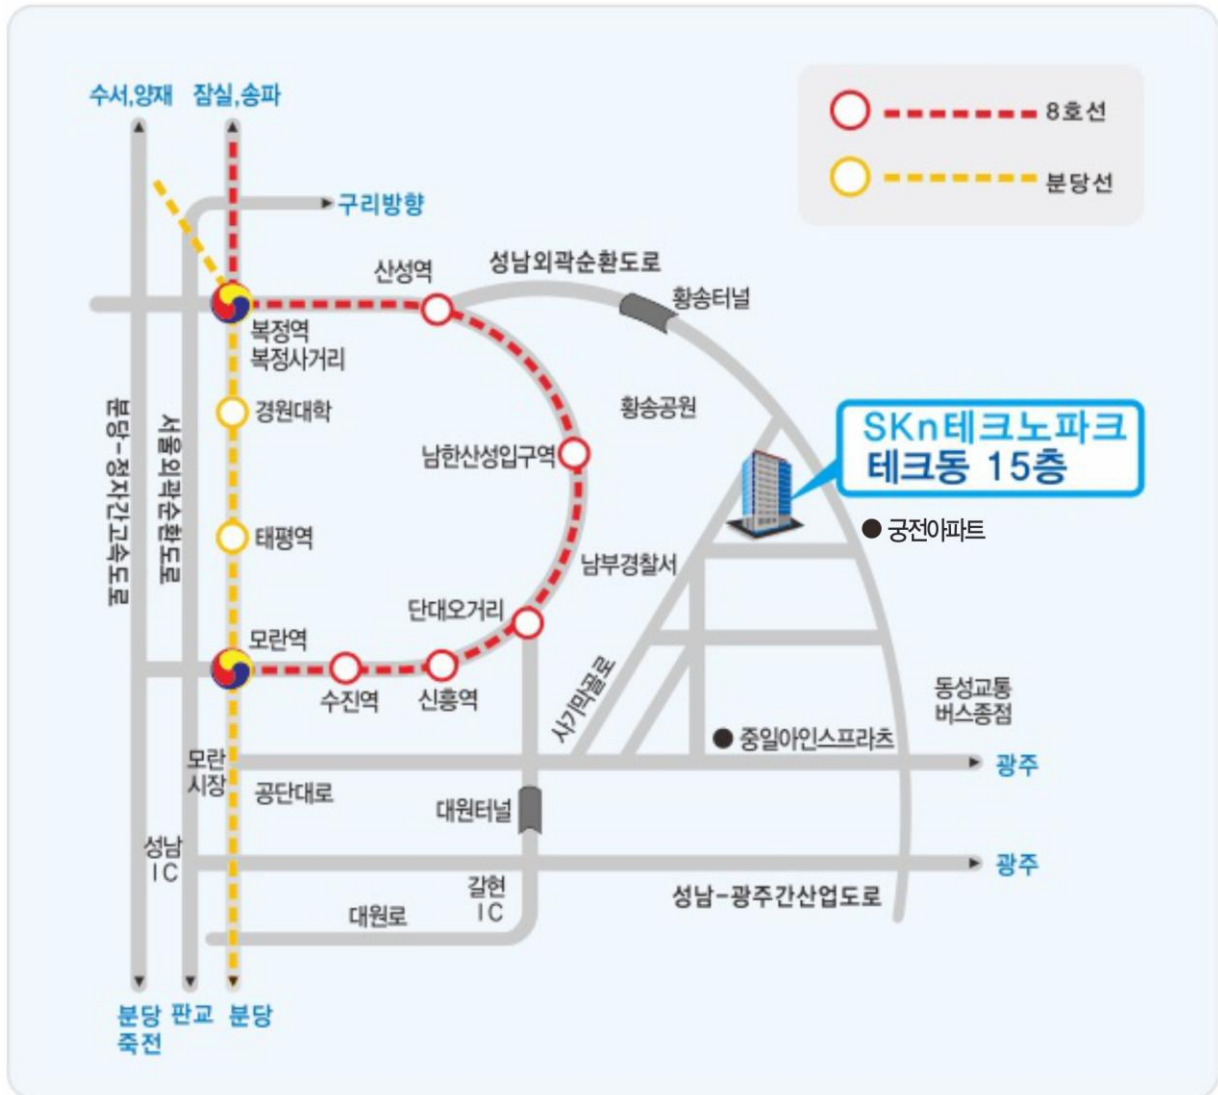 수서,양재
잠실,송파
8호선
분당선
구리방향
산성역
성남외곽순환도로
황송터널
복정역
복정사거리
경원대학
황송공원
SKn테크노파크
테크동 15층
남한산성입구역
분당-정자간고속도로
서울외곽순환도로
태평역
남부경찰서
궁전아파트
단대오거리
모란역
수진역
신흥역
사기막골로
동성교통
버스종점
중일아인스프라츠
모란
시장
공단대로
광주
대원터널
성남
IC
갈현
IC
광주
성남-광주간산업도로
대원로
분당
죽전
판교
분당